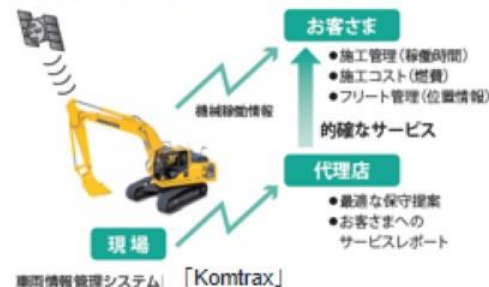 お客さま
●施工管理(稼働時間)
●施工コスト(燃費)
●フリート管理(位置情報)
機械稼働情報
的確なサービス
代理店
●最適な保守提案
●お客さまへの
サービスレポート
現場
車両情報管理システム 「Komtrax」